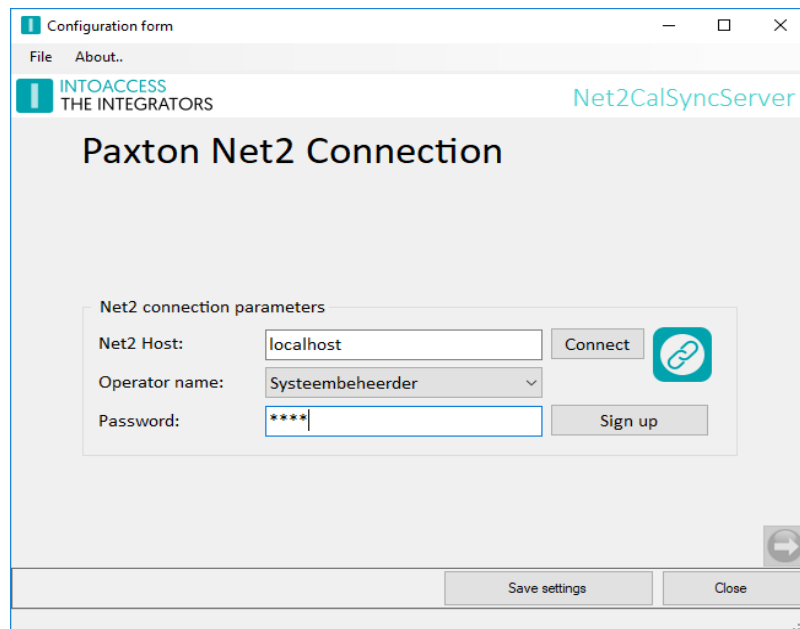 Configuration form
File About..
INTOACCESS
THE INTEGRATORS
Net2CalSyncServer
Paxton Net2 Connection
Net2 connection parameters
Net2 Host: localhost Connect
Operator name: Systeembeheerder
Password: **** Sign up
Save settings Close